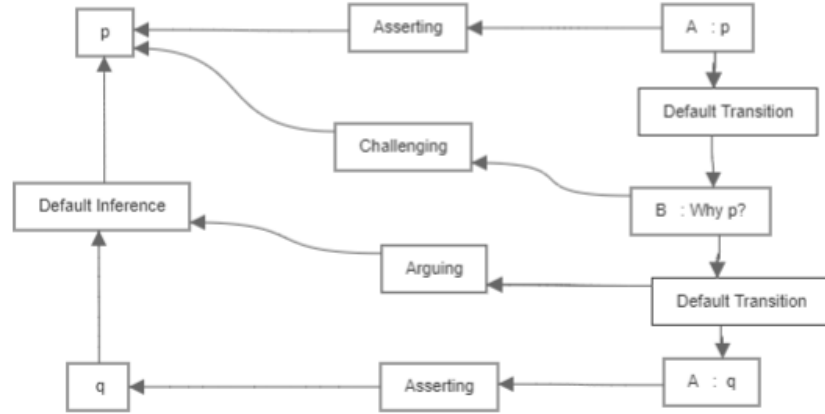 p
Asserting
A : p
Default Transition
Challenging
Default Inference
B : Why p?
Arguing
Default Transition
q
Asserting
A : q